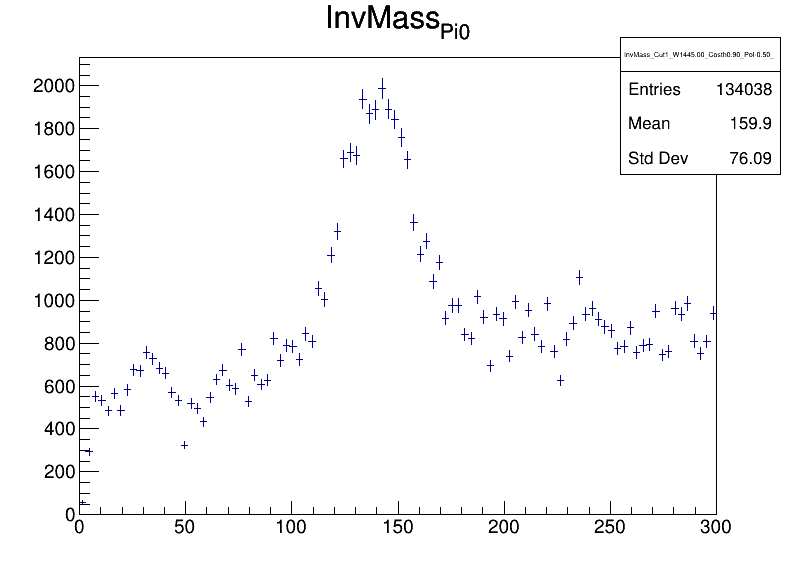 InvMass_Pi0
InvMass_Cut1_W1445.00_Costh0.90_Pol-0.50_
Entries 134038
Mean 159.9
Std Dev 76.09
2000
1800
1600
1400
1200
1000
800
600
400
200
0
0 50 100 150 200 250 300